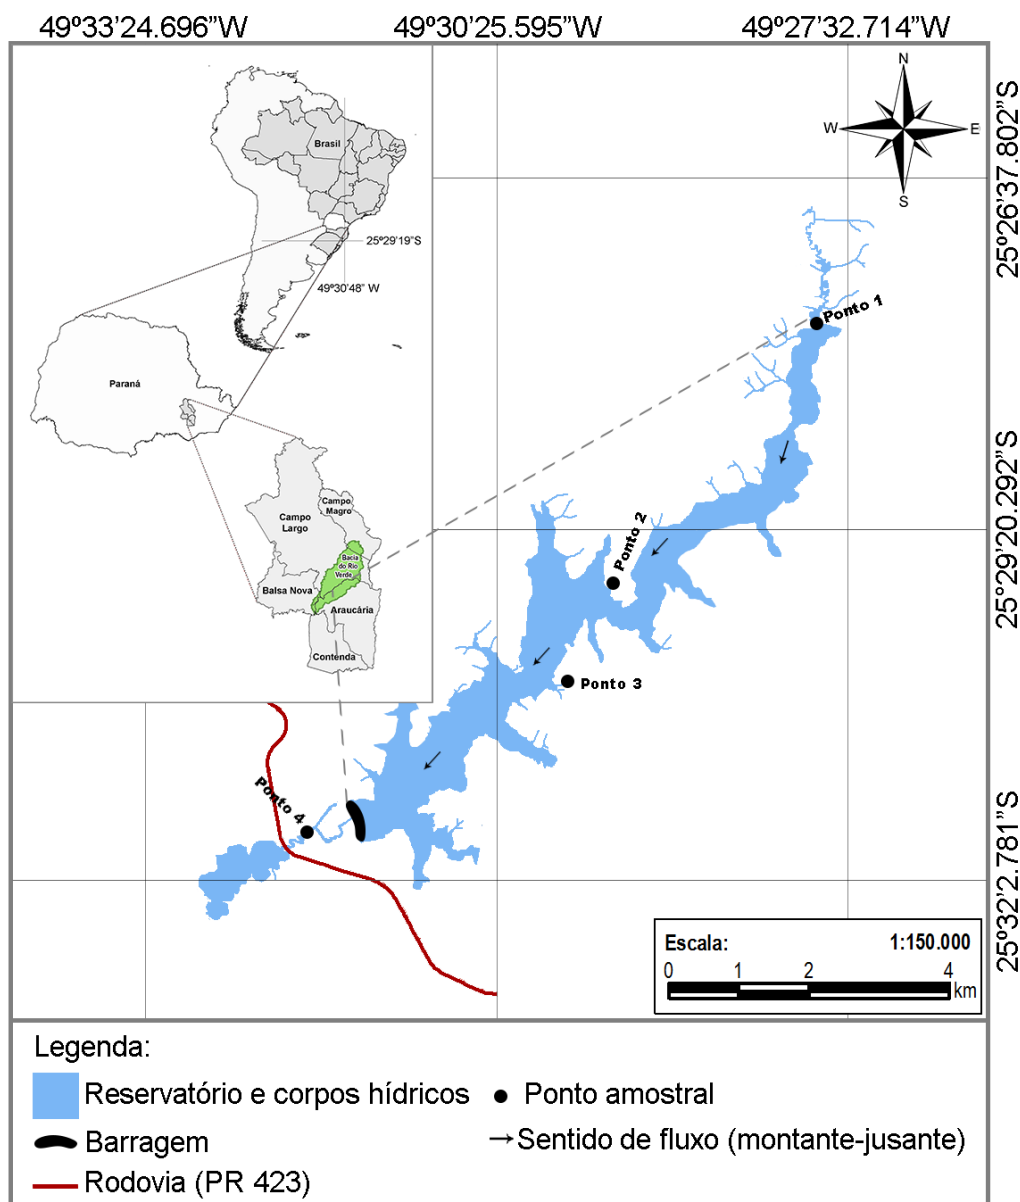 49º33’24.696”W
49º30’25.595”W
49º27’32.714”W
N
W
E
S
25º26’37.802”S
25º29’20.292”S
25º32’2.781”S
Brasil
25º29'19"S
49º30'48" W
Paraná
Campo
Magro
Campo
Largo
Bacia
do Rio
Verde
Balsa Nova
Araucária
Contenda
Ponto 1
Ponto 2
Ponto 3
Ponto 4
Escala:
1:150.000
0 1 2 4
km
Legenda:
Reservatório e corpos hídricos
Ponto amostral
Barragem
Sentido de fluxo (montante-jusante)
Rodovia (PR 423)